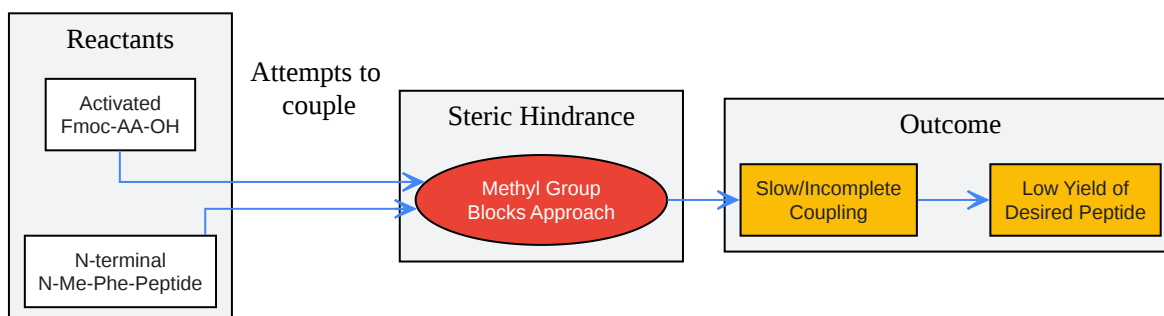 Reactants
Activated
Fmoc-AA-OH
N-terminal
N-Me-Phe-Peptide
Attempts to
couple
Steric Hindrance
Methyl Group
Blocks Approach
Outcome
Slow/Incomplete
Coupling
Low Yield of
Desired Peptide